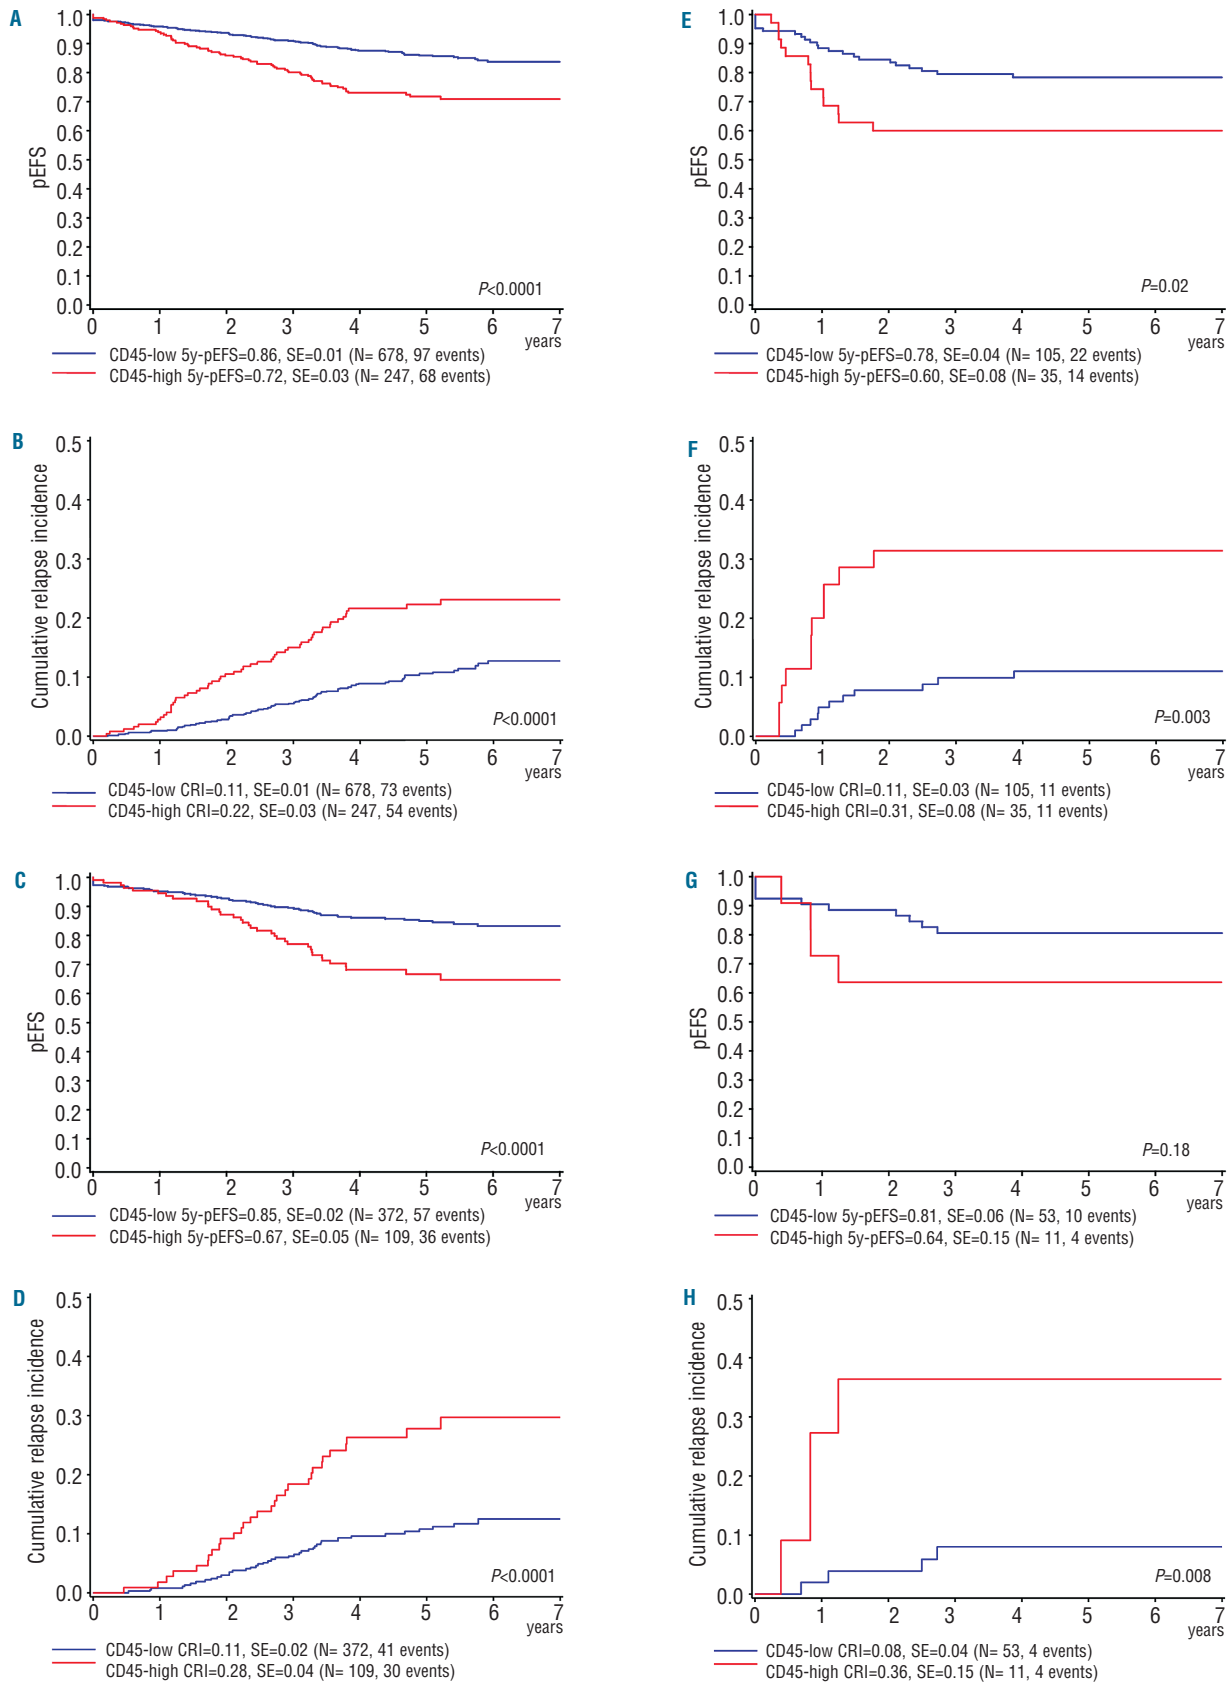 A
pEFS
1.0
0.9
0.8
0.7
0.6
0.5
0.4
0.3
0.2
0.1
0.0
P<0.0001
0 1 2 3 4 5 6 7
years
CD45-low 5y-pEFS=0.86, SE=0.01 (N= 678, 97 events)
CD45-high 5y-pEFS=0.72, SE=0.03 (N= 247, 68 events)
B
Cumulative relapse incidence
0.5
0.4
0.3
0.2
0.1
0.0
P<0.0001
0 1 2 3 4 5 6 7
years
CD45-low CRI=0.11, SE=0.01 (N= 678, 73 events)
CD45-high CRI=0.22, SE=0.03 (N= 247, 54 events)
C
pEFS
1.0
0.9
0.8
0.7
0.6
0.5
0.4
0.3
0.2
0.1
0.0
P<0.0001
0 1 2 3 4 5 6 7
years
CD45-low 5y-pEFS=0.85, SE=0.02 (N= 372, 57 events)
CD45-high 5y-pEFS=0.67, SE=0.05 (N= 109, 36 events)
D
Cumulative relapse incidence
0.5
0.4
0.3
0.2
0.1
0.0
P<0.0001
0 1 2 3 4 5 6 7
years
CD45-low CRI=0.11, SE=0.02 (N= 372, 41 events)
CD45-high CRI=0.28, SE=0.04 (N= 109, 30 events)
E
pEFS
1.0
0.9
0.8
0.7
0.6
0.5
0.4
0.3
0.2
0.1
0.0
P=0.02
0 1 2 3 4 5 6 7
years
CD45-low 5y-pEFS=0.78, SE=0.04 (N= 105, 22 events)
CD45-high 5y-pEFS=0.60, SE=0.08 (N= 35, 14 events)
F
Cumulative relapse incidence
0.5
0.4
0.3
0.2
0.1
0.0
P=0.003
0 1 2 3 4 5 6 7
years
CD45-low CRI=0.11, SE=0.03 (N= 105, 11 events)
CD45-high CRI=0.31, SE=0.08 (N= 35, 11 events)
G
pEFS
1.0
0.9
0.8
0.7
0.6
0.5
0.4
0.3
0.2
0.1
0.0
P=0.18
0 1 2 3 4 5 6 7
years
CD45-low 5y-pEFS=0.81, SE=0.06 (N= 53, 10 events)
CD45-high 5y-pEFS=0.64, SE=0.15 (N= 11, 4 events)
H
Cumulative relapse incidence
0.5
0.4
0.3
0.2
0.1
0.0
P=0.008
0 1 2 3 4 5 6 7
years
CD45-low CRI=0.08, SE=0.04 (N= 53, 4 events)
CD45-high CRI=0.36, SE=0.15 (N= 11, 4 events)